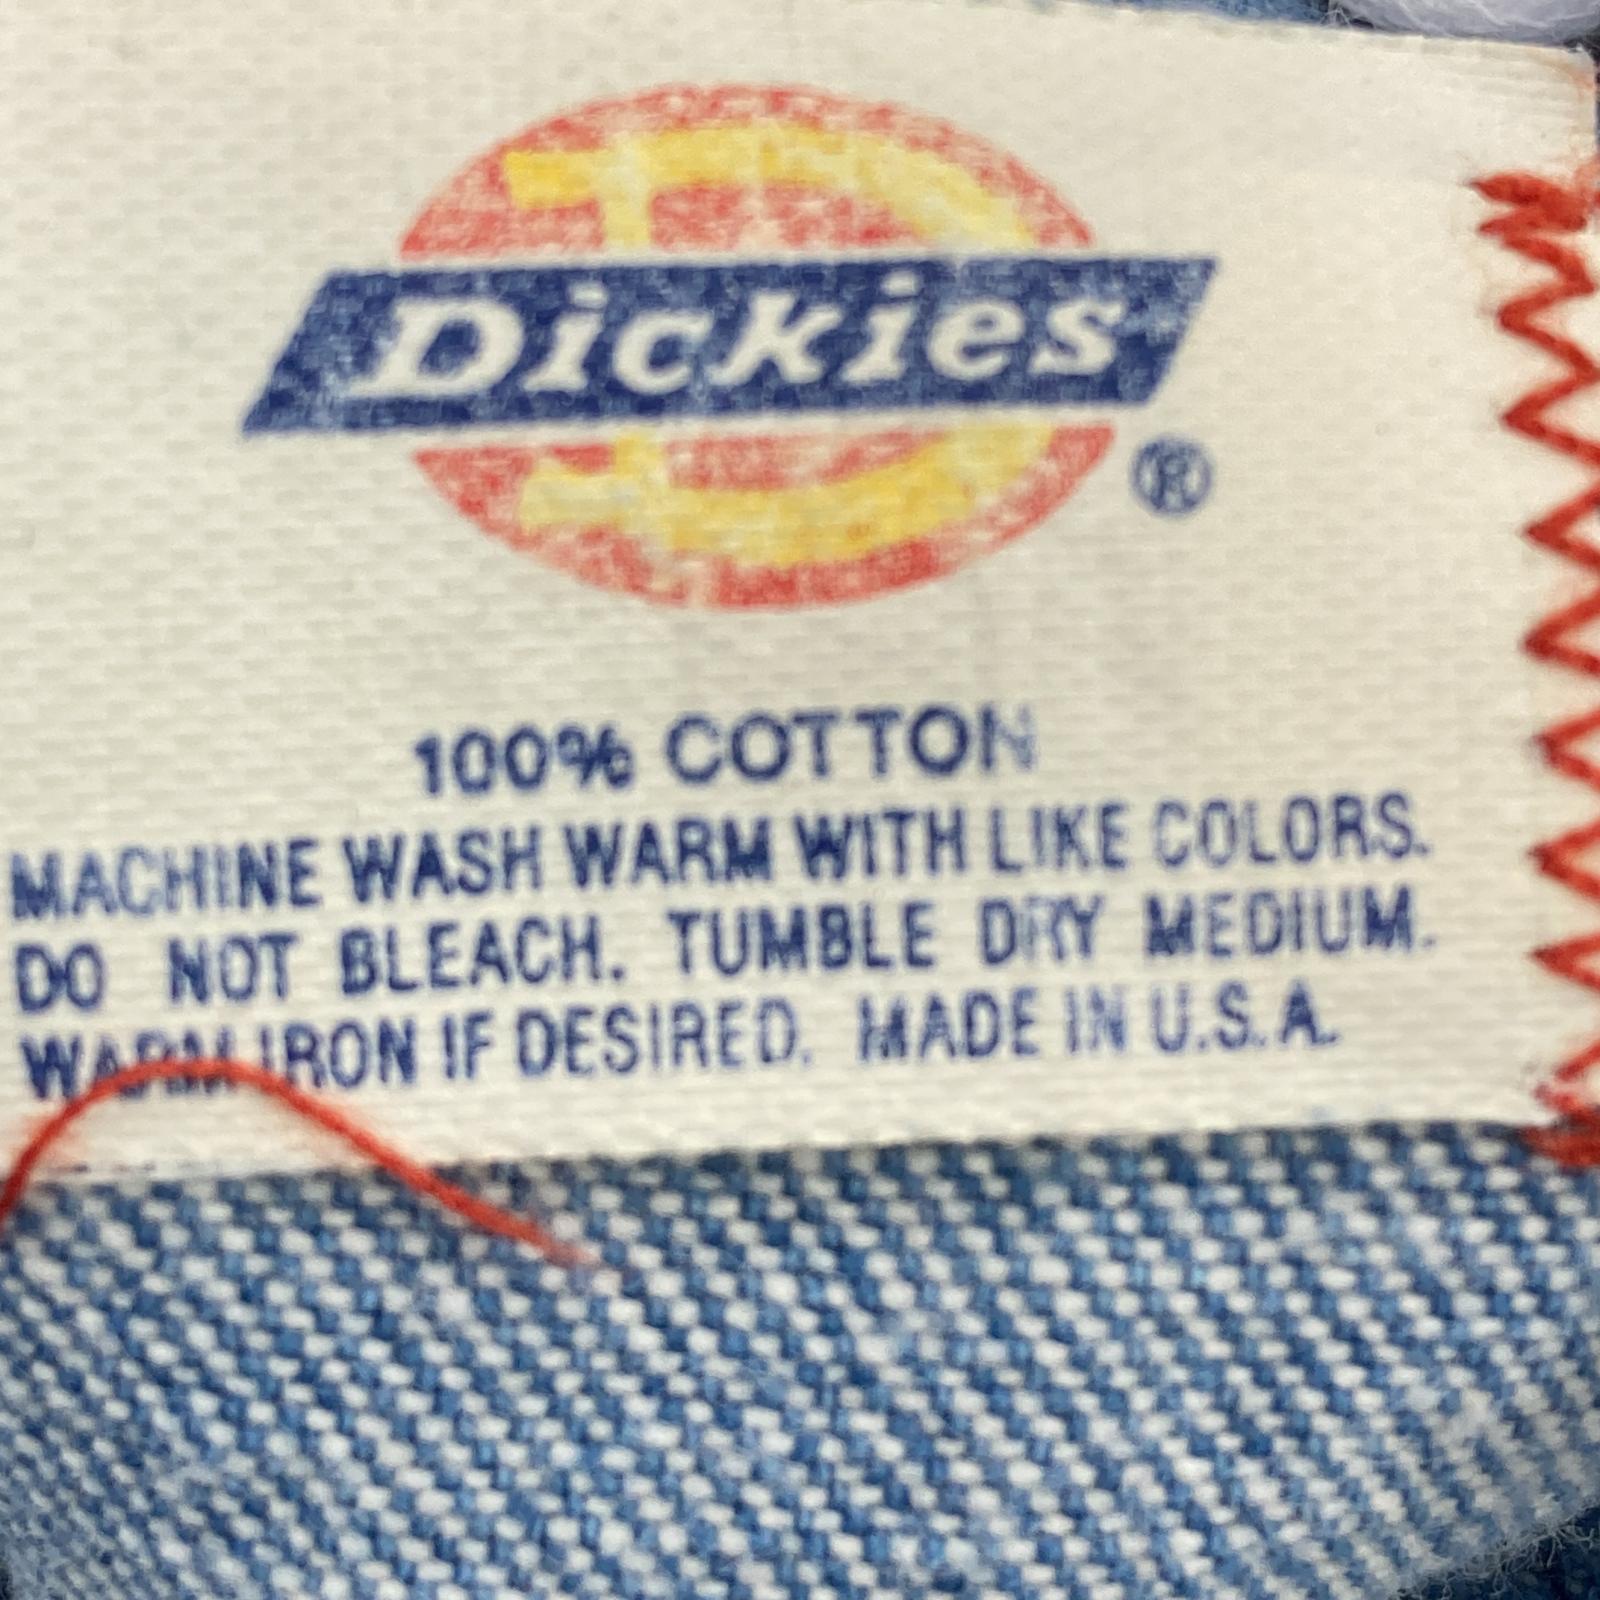 Dickies
®
100% COTTON
MACHINE WASH WARM WITH LIKE COLORS.
DO NOT BLEACH. TUMBLE DRY MEDIUM.
WARM IRON IF DESIRED. MADE IN U.S.A.